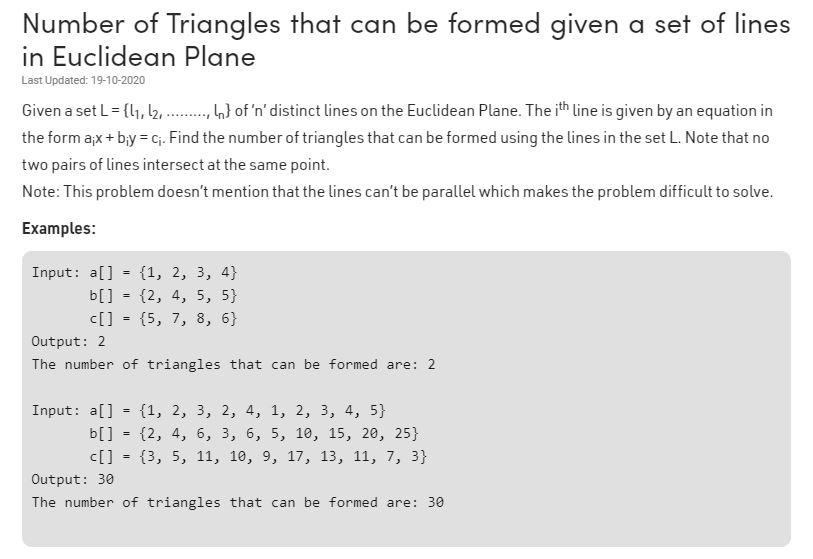 Number of Triangles that can be formed given a set of lines
in Euclidean Plane
Last Updated: 19-10-2020
Given a set L = {l₁, l₂, ........., lₙ} of 'n' distinct lines on the Euclidean Plane. The iᵗʰ line is given by an equation in
the form aᵢx + bᵢy = cᵢ. Find the number of triangles that can be formed using the lines in the set L. Note that no
two pairs of lines intersect at the same point.
Note: This problem doesn't mention that the lines can't be parallel which makes the problem difficult to solve.
Examples:
Input: a[] = {1, 2, 3, 4}
b[] = {2, 4, 5, 5}
c[] = {5, 7, 8, 6}
Output: 2
The number of triangles that can be formed are: 2
Input: a[] = {1, 2, 3, 2, 4, 1, 2, 3, 4, 5}
b[] = {2, 4, 6, 3, 6, 5, 10, 15, 20, 25}
c[] = {3, 5, 11, 10, 9, 17, 13, 11, 7, 3}
Output: 30
The number of triangles that can be formed are: 30